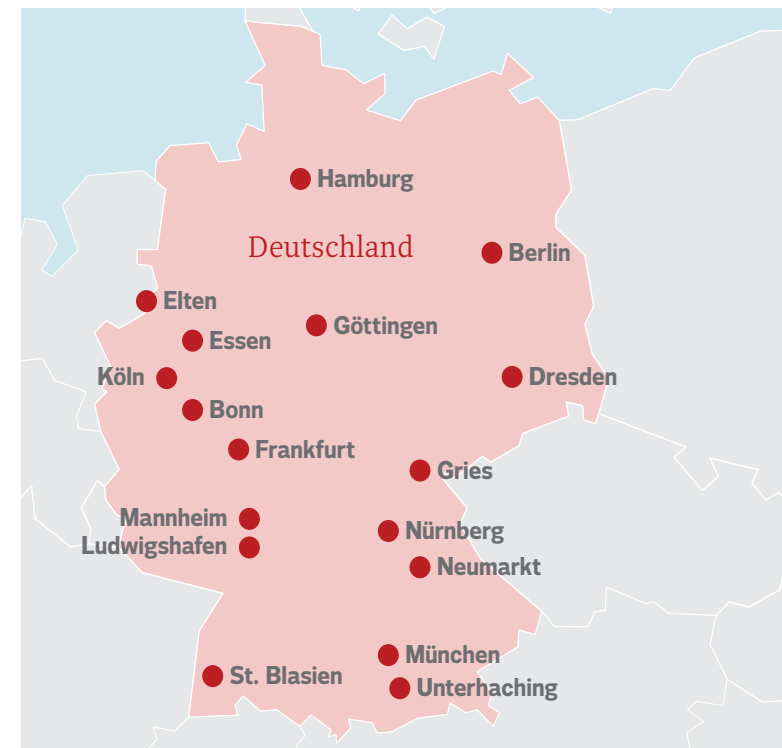 Hamburg
Deutschland
Berlin
Elten
Göttingen
Essen
Köln
Dresden
Bonn
Frankfurt
Gries
Mannheim
Nürnberg
Ludwigshafen
Neumarkt
München
St. Blasien
Unterhaching